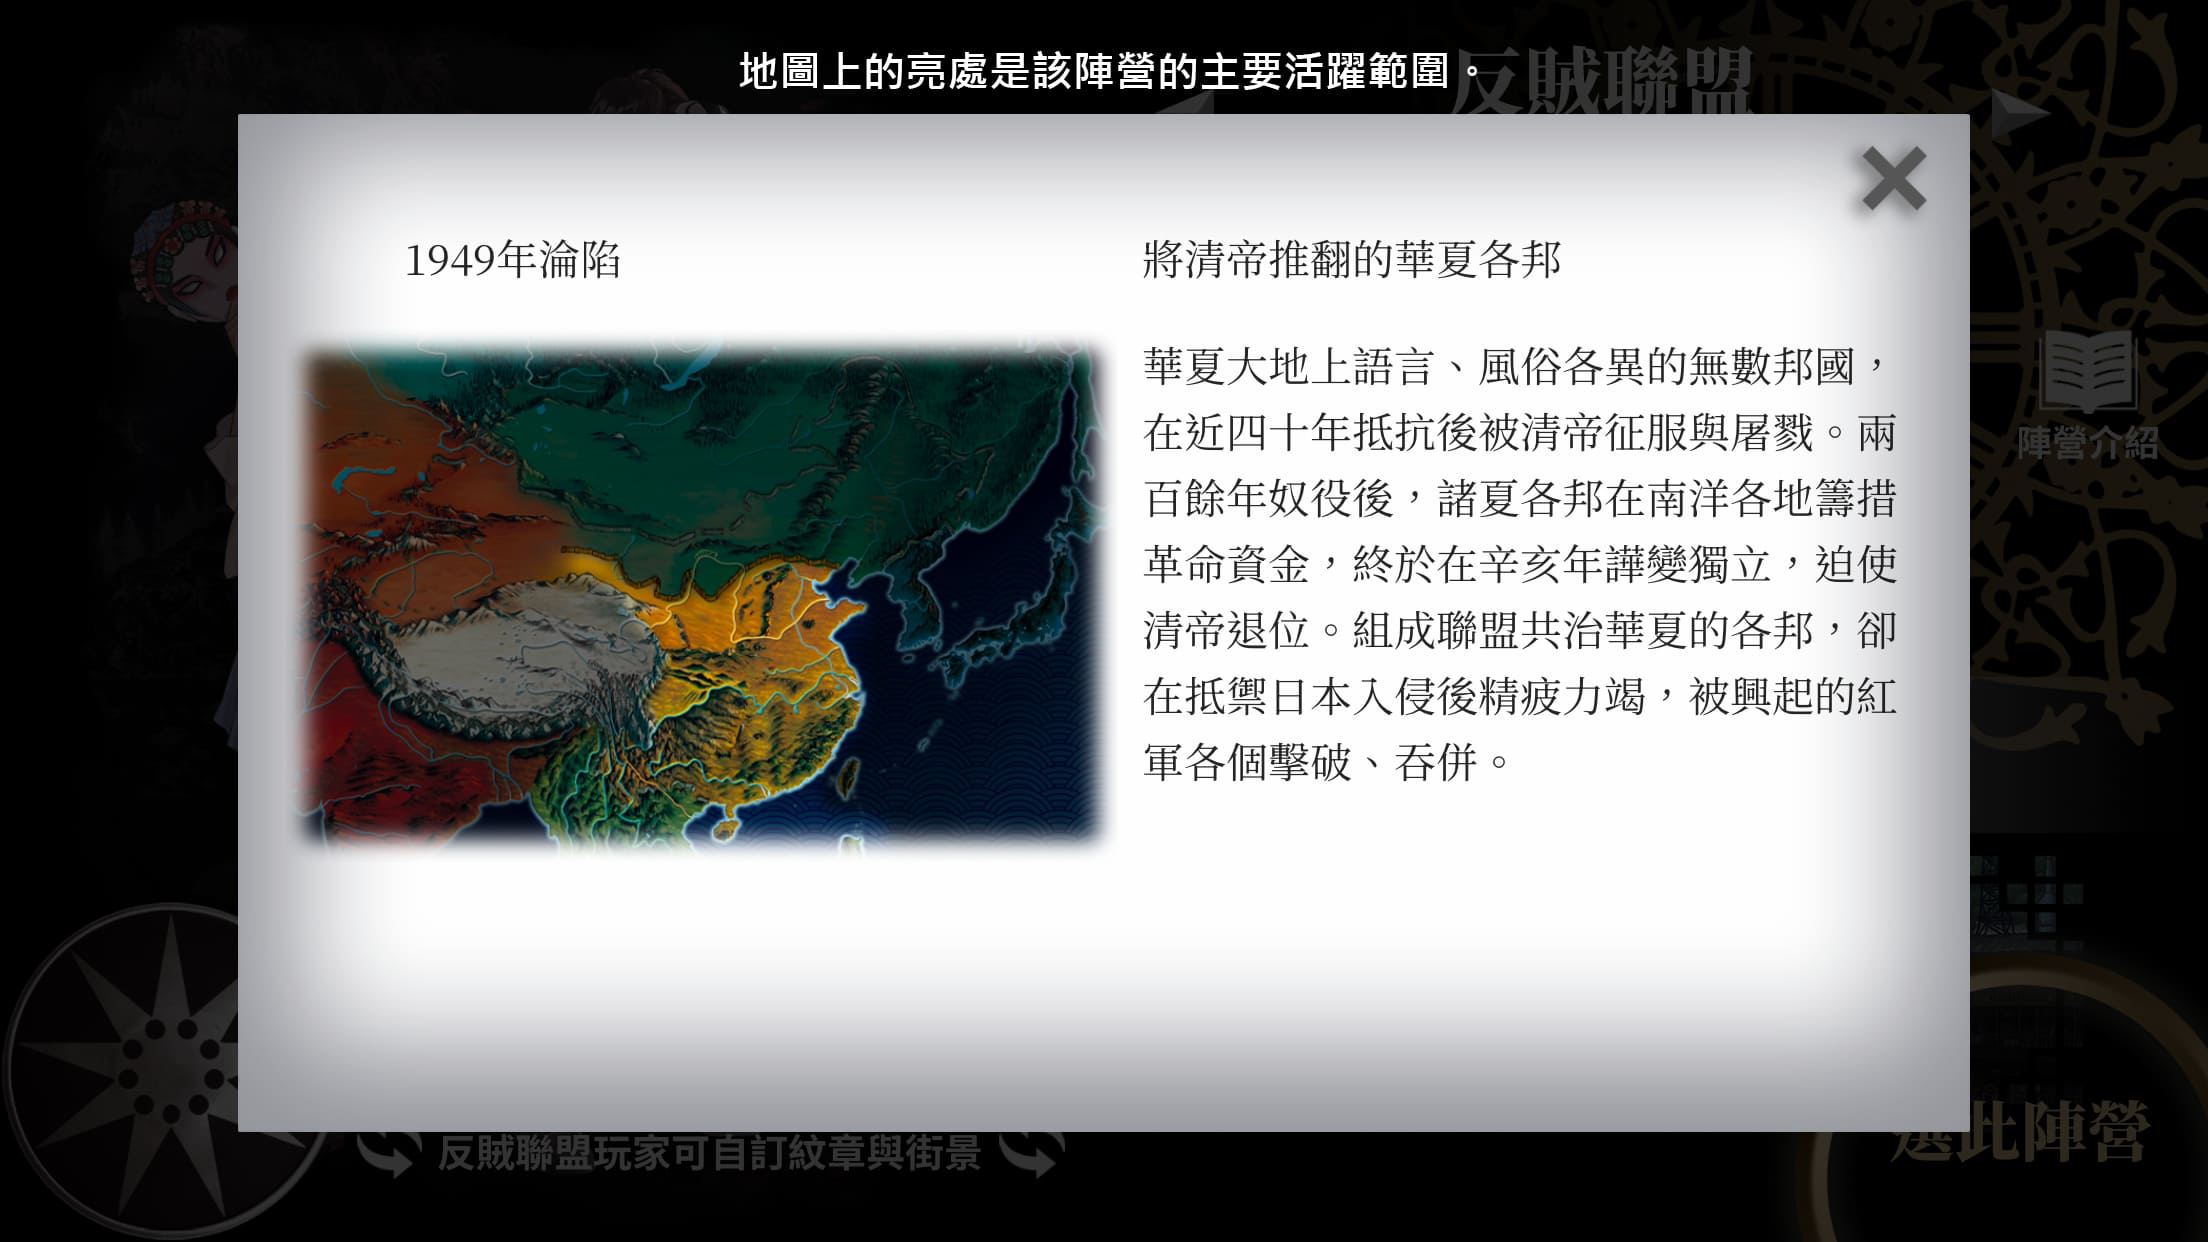 地圖上的亮處是該陣營的主要活躍範圍。
反賊聯盟
1949年淪陷
將清帝推翻的華夏各邦
華夏大地上語言、風俗各異的無數邦國，
在近四十年抵抗後被清帝征服與屠戮。兩
百餘年奴役後，諸夏各邦在南洋各地籌措
革命資金，終於在辛亥年譁變獨立，迫使
清帝退位。組成聯盟共治華夏的各邦，卻
在抵禦日本入侵後精疲力竭，被興起的紅
軍各個擊破、吞併。
陣營介紹
反賊聯盟玩家可自訂紋章與街景
選此陣營